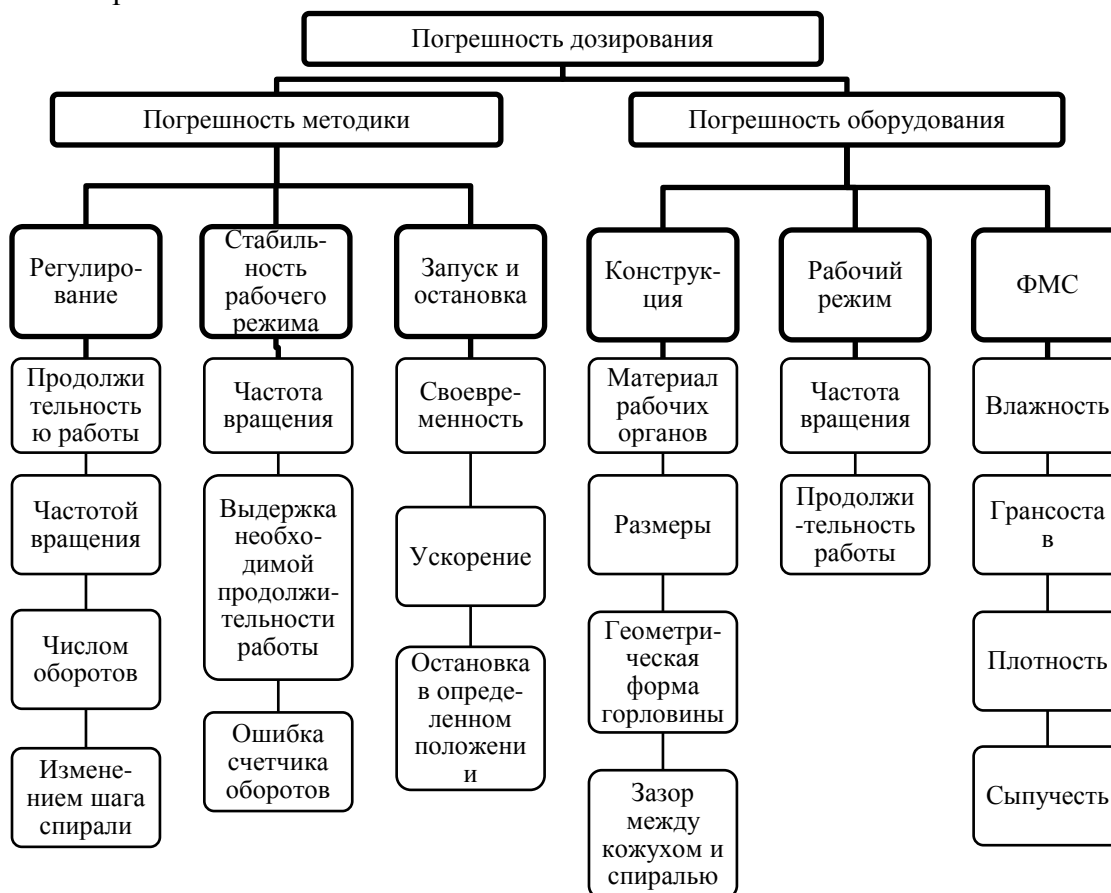 Погрешность дозирования
Погрешность методики
Погрешность оборудования
Регулиро-
вание
Стабиль-
ность
рабочего
режима
Запуск и
остановка
Конструк-
ция
Рабочий
режим
ФМС
Продолжи
тельность
ю работы
Частотой
вращения
Числом
оборотов
Измене-
нием шага
спирали
Частота
вращения
Выдержка
необхо-
димой
продолжи-
тельности
работы
Ошибка
счетчика
оборотов
Своевре-
менность
Ускорение
Остановка
в опреде-
ленном
положени
и
Материал
рабочих
органов
Размеры
Геометри-
ческая
форма
горловины
Зазор
между
кожухом и
спиралью
Частота
вращения
Продолжи
-тельность
работы
Влажность
Грансоста
в
Плотность
Сыпучесть